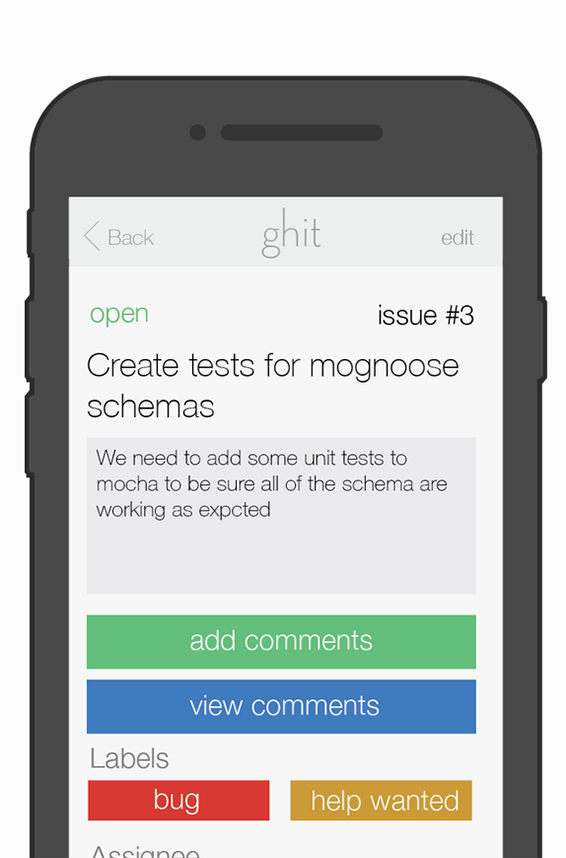 Back ghit edit
open issue #3
Create tests for mognoose
schemas
We need to add some unit tests to
mocha to be sure all of the schema are
working as expcted
add comments
view comments
Labels
bug help wanted
Assignee